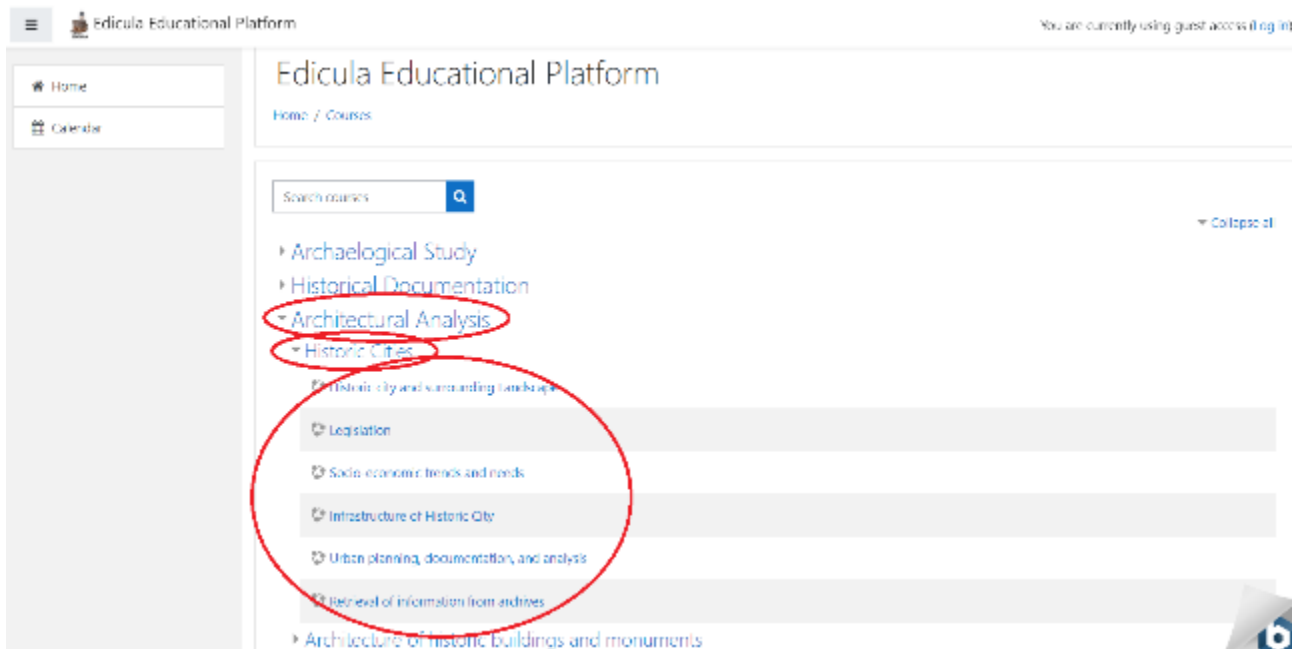 Edicula Educational Platform
You are currently using guest access (Log in)
Home
Calendar
Edicula Educational Platform
Home / Courses
Search courses
Collapse all
Archaelogical Study
Historical Documentation
Architectural Analysis
Historic Cities
Historic city and surrounding Landscape
Legislation
Socio economic trends and needs
Infrastructure of Historic City
Urban planning, documentation, and analysis
Retrieval of information from archives
Architecture of historic buildings and monuments
b